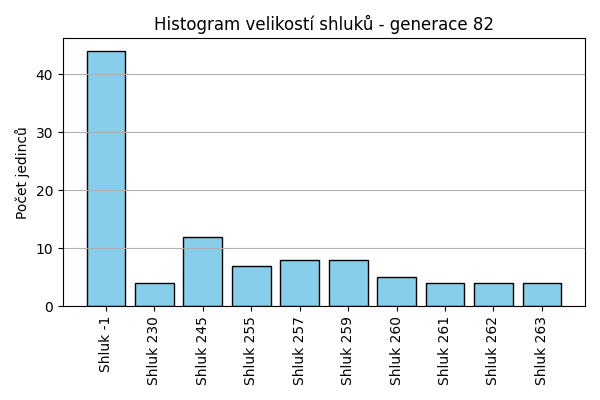 Histogram velikostí shluků - generace 82
Počet jedinců
40
30
20
10
0
Shluk -1
Shluk 230
Shluk 245
Shluk 255
Shluk 257
Shluk 259
Shluk 260
Shluk 261
Shluk 262
Shluk 263